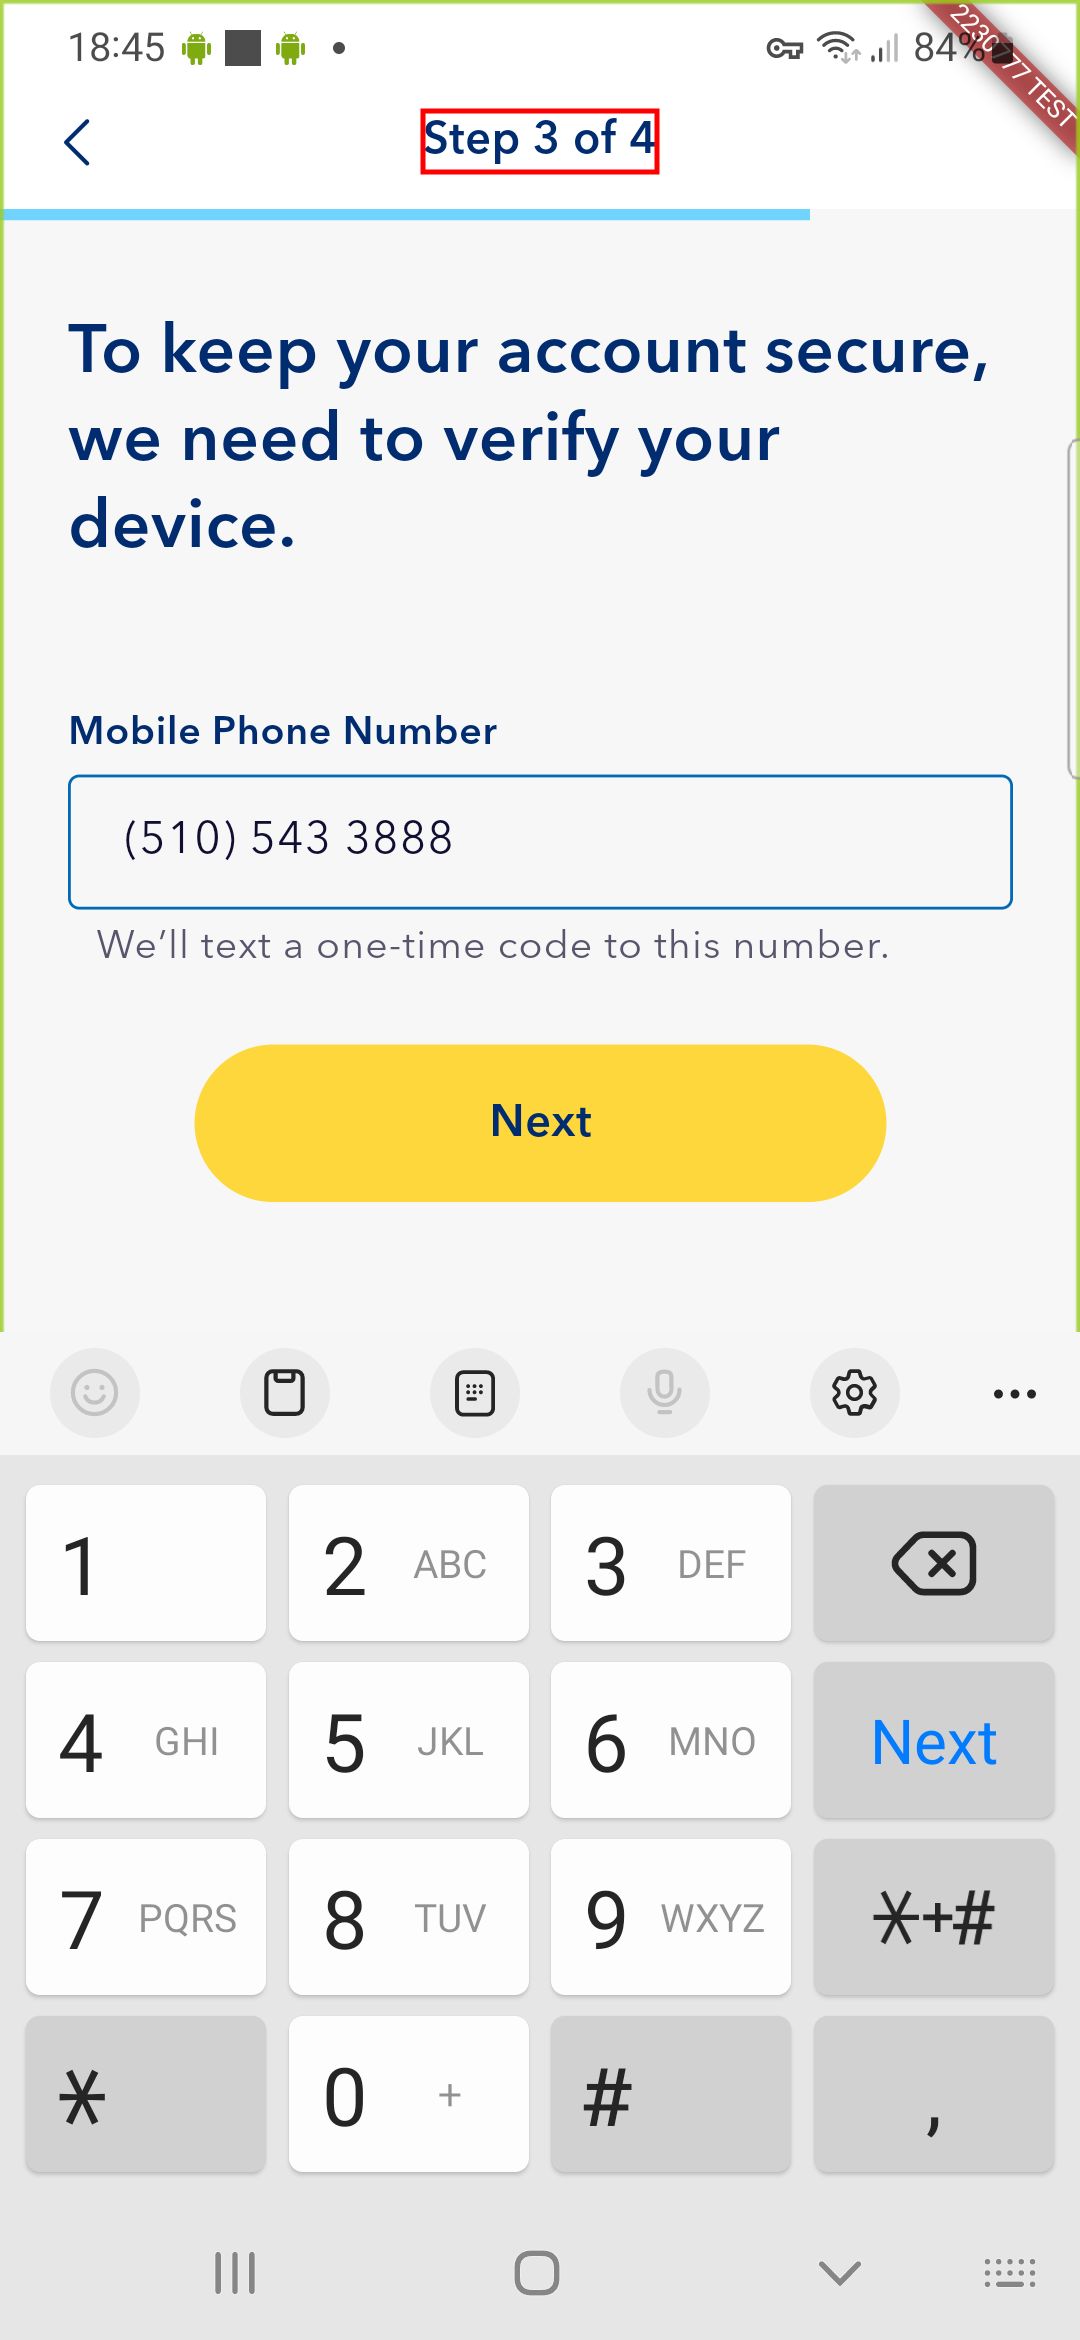 18:45
84%
Step 3 of 4
To keep your account secure,
we need to verify your
device.
Mobile Phone Number
(510) 543 3888
We’ll text a one-time code to this number.
Next
1
2 ABC
3 DEF
4 GHI
5 JKL
6 MNO
Next
7 PQRS
8 TUV
9 WXYZ
*+#
*
0 +
#
,